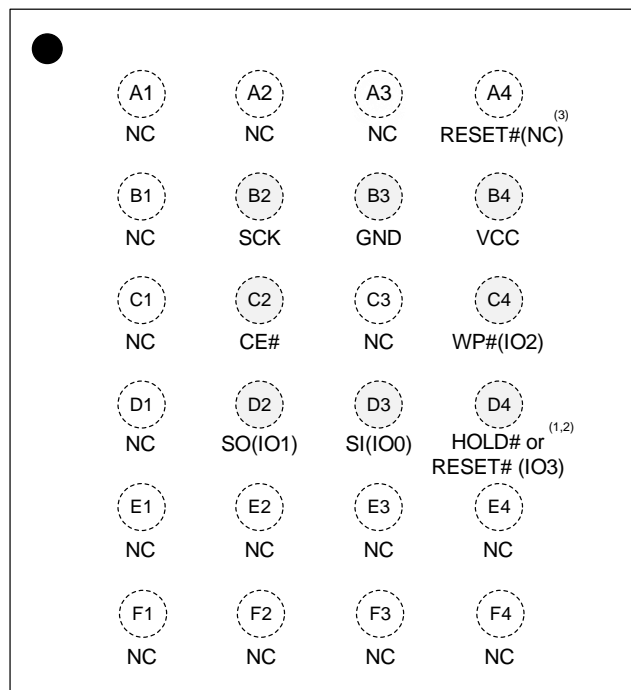 A1 A2 A3 A4
(3)
NC NC NC RESET#(NC)
B1 B2 B3 B4
NC SCK GND VCC
C1 C2 C3 C4
NC CE# NC WP#(IO2)
D1 D2 D3 D4
(1,2)
NC SO(IO1) SI(IO0) HOLD# or
RESET# (IO3)
E1 E2 E3 E4
NC NC NC NC
F1 F2 F3 F4
NC NC NC NC